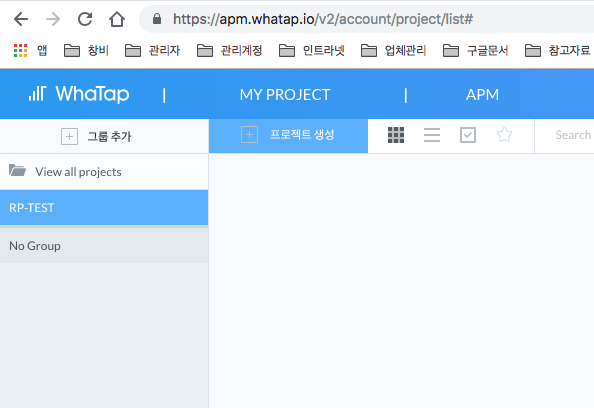 https://apm.whatap.io/v2/account/project/list#
앱 창비 관리자 관리계정 인트라넷 업체관리 구글문서 참고자료
WhaTap | MY PROJECT | APM
그룹 추가 프로젝트 생성 Search
View all projects
RP-TEST
No Group